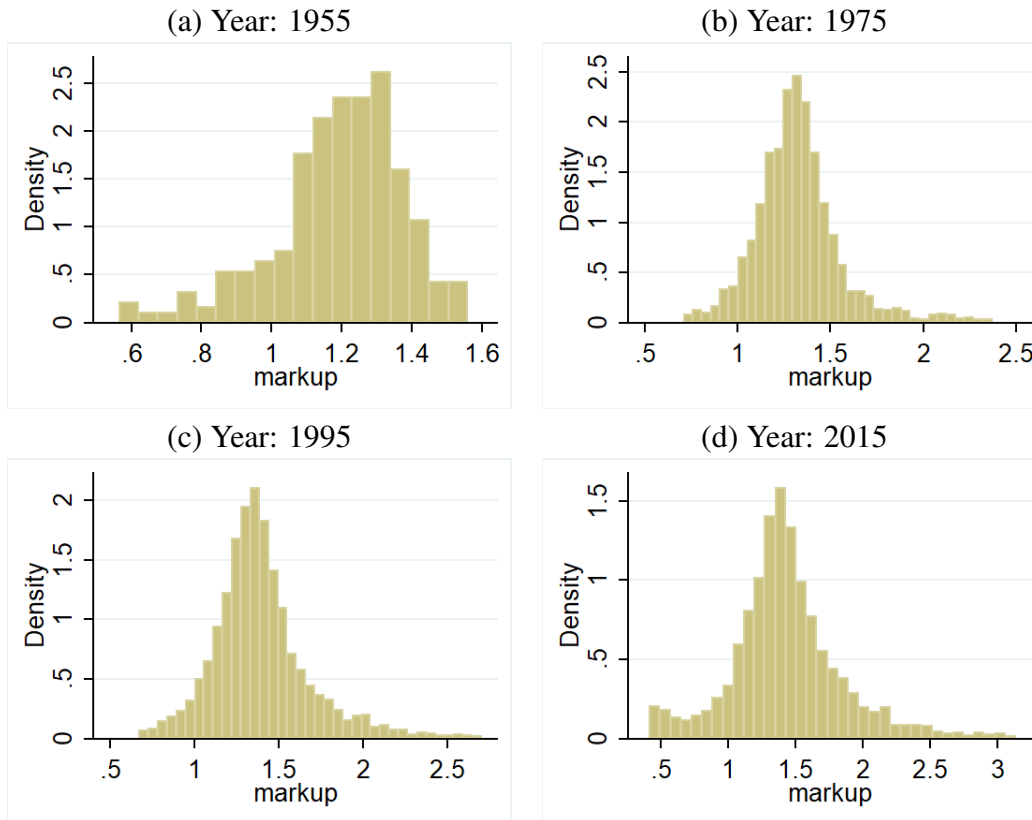 (a) Year: 1955
Density
0 .5 1 1.5 2 2.5
.6 .8 1 1.2 1.4 1.6
markup
(b) Year: 1975
Density
0 .5 1 1.5 2 2.5
.5 1 1.5 2 2.5
markup
(c) Year: 1995
Density
0 .5 1 1.5 2
.5 1 1.5 2 2.5
markup
(d) Year: 2015
Density
0 .5 1 1.5
.5 1 1.5 2 2.5 3
markup